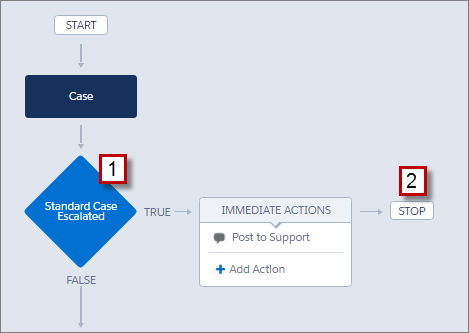 START
Case
1
2
Standard Case
Escalated
TRUE
IMMEDIATE ACTIONS
STOP
Post to Support
+ Add Action
FALSE